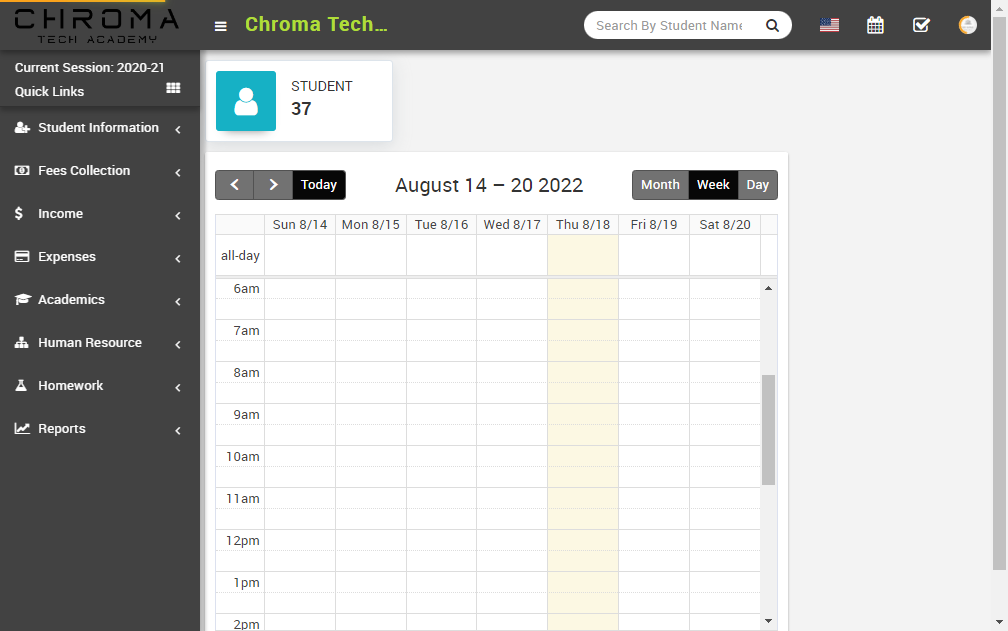 CHROMA
TECH ACADEMY
Chroma Tech...
Search By Student Name
Current Session: 2020-21
Quick Links
Student Information
Fees Collection
Income
Expenses
Academics
Human Resource
Homework
Reports
STUDENT
37
Today
August 14 – 20 2022
Month Week Day
Sun 8/14 Mon 8/15 Tue 8/16 Wed 8/17 Thu 8/18 Fri 8/19 Sat 8/20
all-day
6am
7am
8am
9am
10am
11am
12pm
1pm
2pm